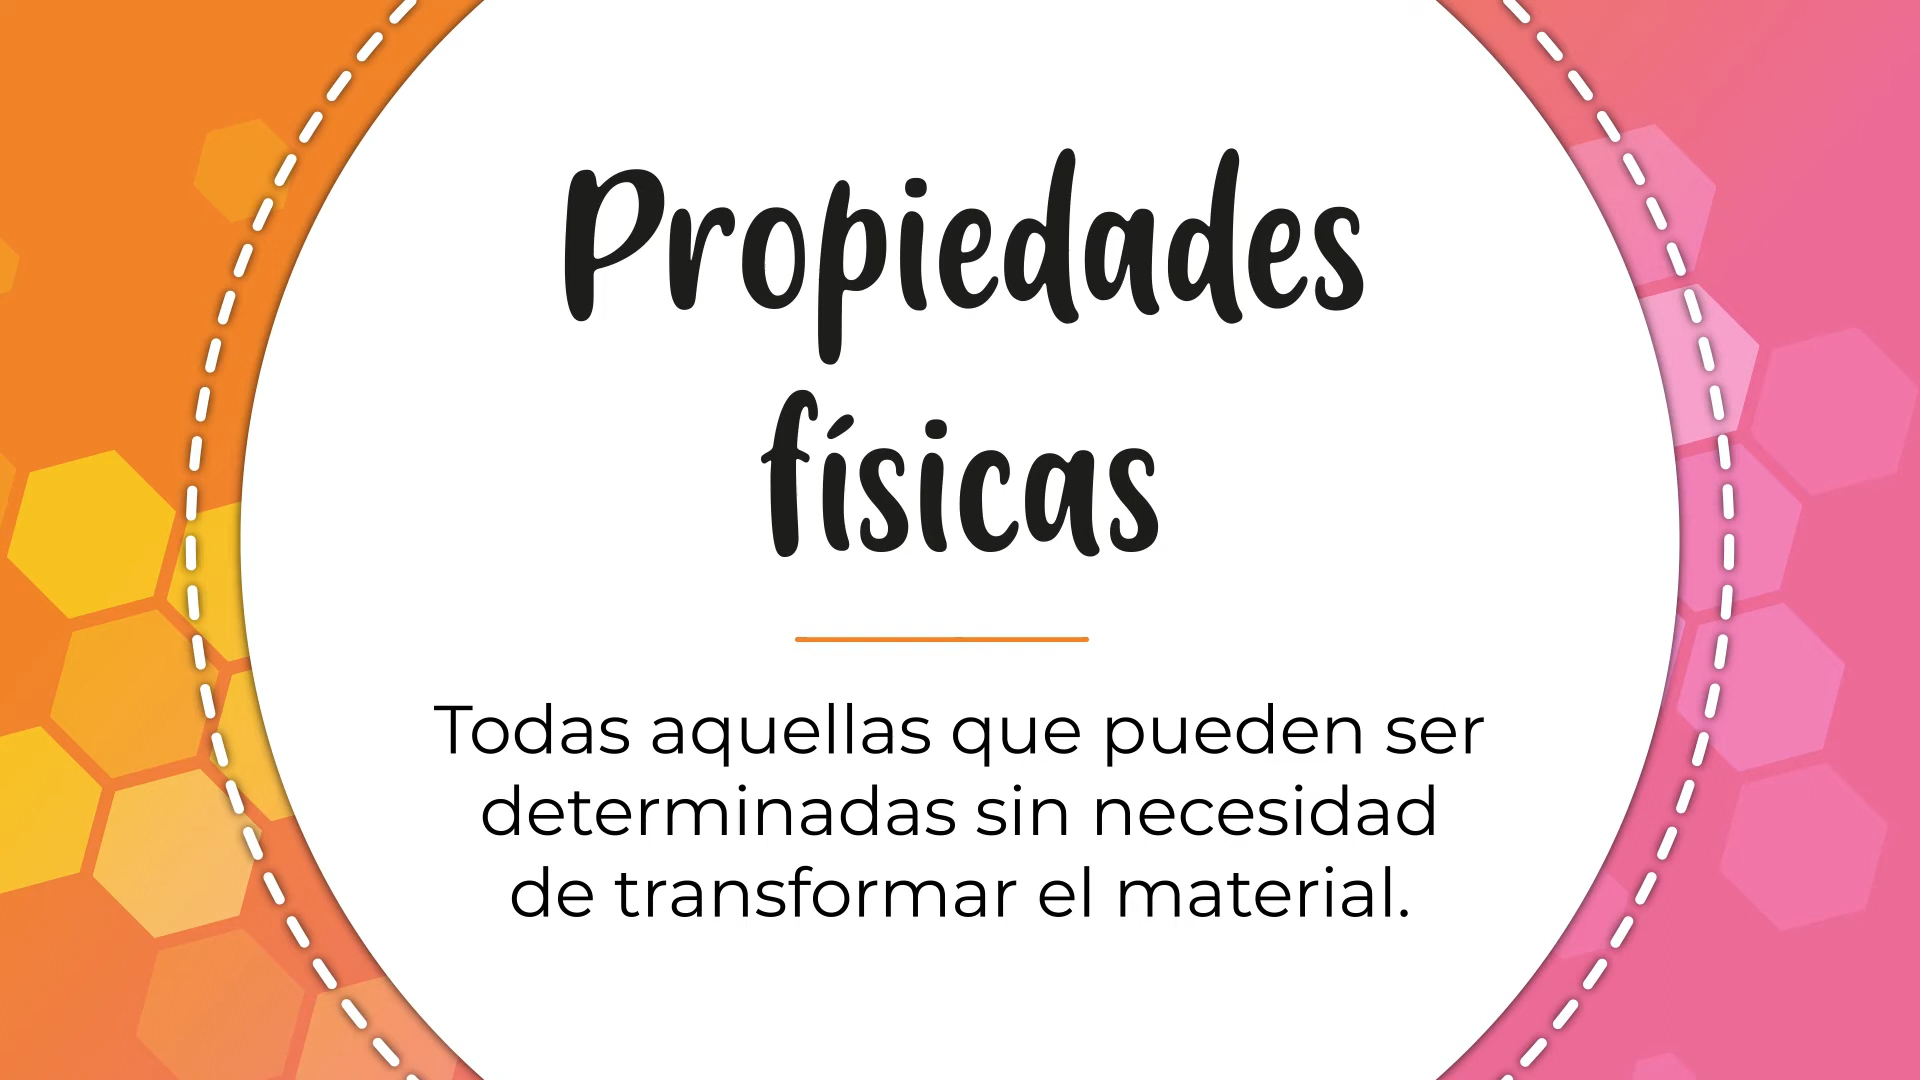 Propiedades
físicas
Todas aquellas que pueden ser
determinadas sin necesidad
de transformar el material.